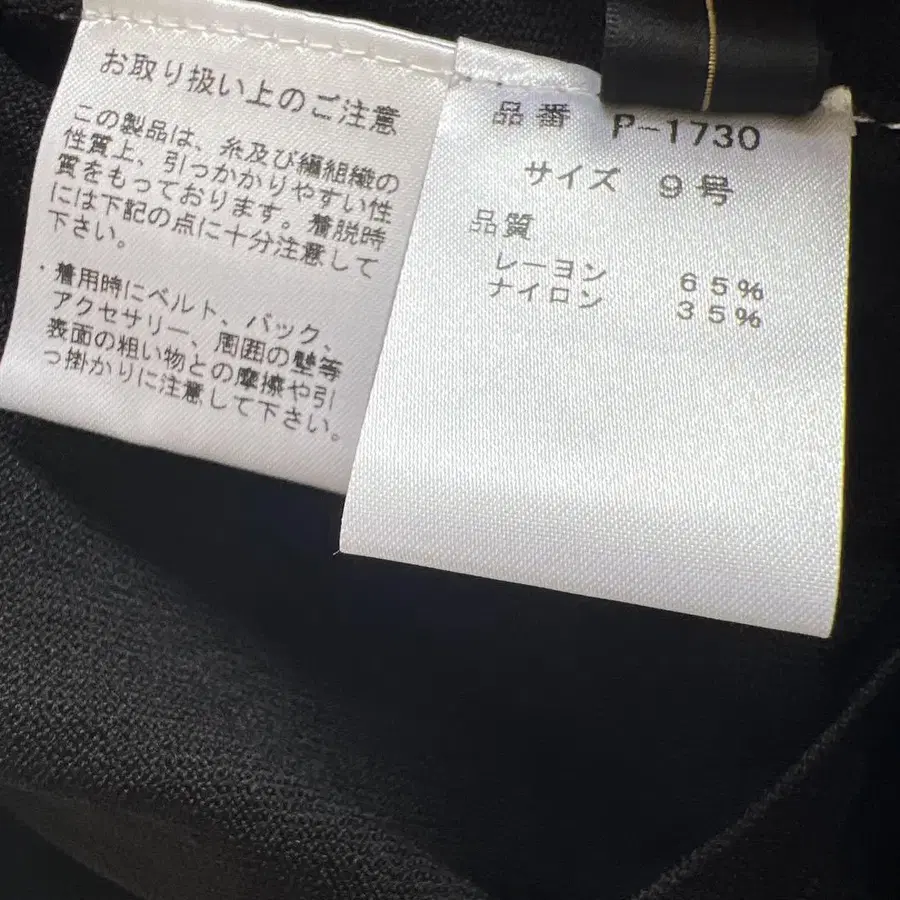 お取り扱い上のご注意
この製品は、糸及び編組織の
性質上、引っかかりやすい性
質をもっております。着脱時
には下記の点に十分注意して
下さい。
・着用時にベルト、バック、
アクセサリー、周囲の壁等
表面の粗い物との摩擦や引
っ掛かりに注意して下さい。
品番 P-1730
サイズ 9号
品質
レーヨン 65%
ナイロン 35%